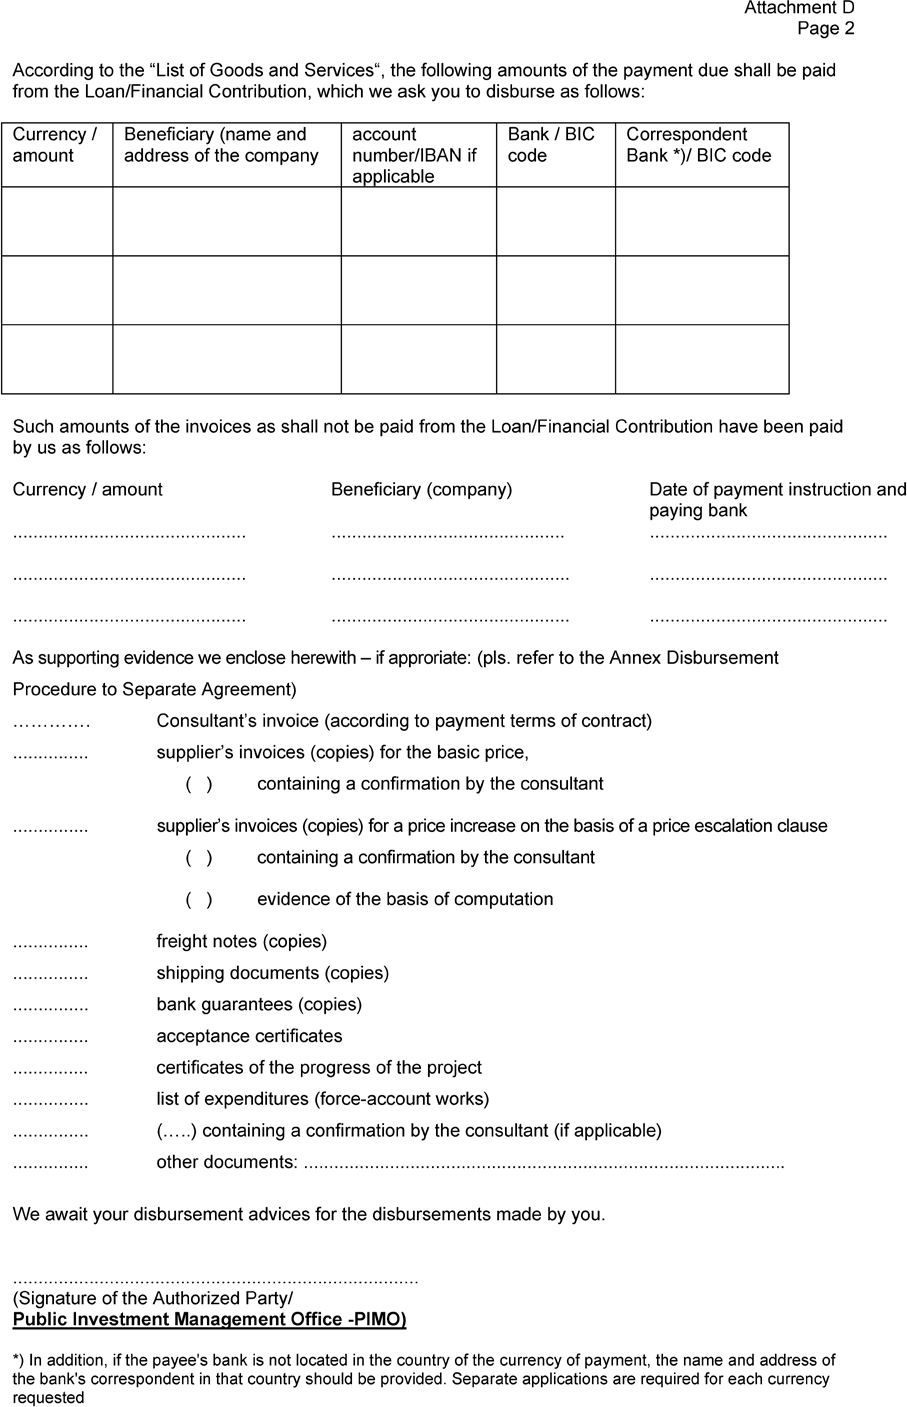 Attachment D
Page 2
According to the “List of Goods and Services“, the following amounts of the payment due shall be paid
from the Loan/Financial Contribution, which we ask you to disburse as follows:
Currency / amount
Beneficiary (name and address of the company
account number/IBAN if applicable
Bank / BIC code
Correspondent Bank *)/ BIC code
Such amounts of the invoices as shall not be paid from the Loan/Financial Contribution have been paid
by us as follows:
Currency / amount Beneficiary (company) Date of payment instruction and
paying bank
.............................................. .............................................. ...............................................
.............................................. ............................................... ...............................................
.............................................. ............................................... ...............................................
As supporting evidence we enclose herewith – if approriate: (pls. refer to the Annex Disbursement
Procedure to Separate Agreement)
…………. Consultant’s invoice (according to payment terms of contract)
............... supplier’s invoices (copies) for the basic price,
( ) containing a confirmation by the consultant
............... supplier’s invoices (copies) for a price increase on the basis of a price escalation clause
( ) containing a confirmation by the consultant
( ) evidence of the basis of computation
............... freight notes (copies)
............... shipping documents (copies)
............... bank guarantees (copies)
............... acceptance certificates
............... certificates of the progress of the project
............... list of expenditures (force-account works)
............... (…..) containing a confirmation by the consultant (if applicable)
............... other documents: ...............................................................................................
We await your disbursement advices for the disbursements made by you.
................................................................................
(Signature of the Authorized Party/
Public Investment Management Office -PIMO)
*) In addition, if the payee's bank is not located in the country of the currency of payment, the name and address of
the bank's correspondent in that country should be provided. Separate applications are required for each currency
requested